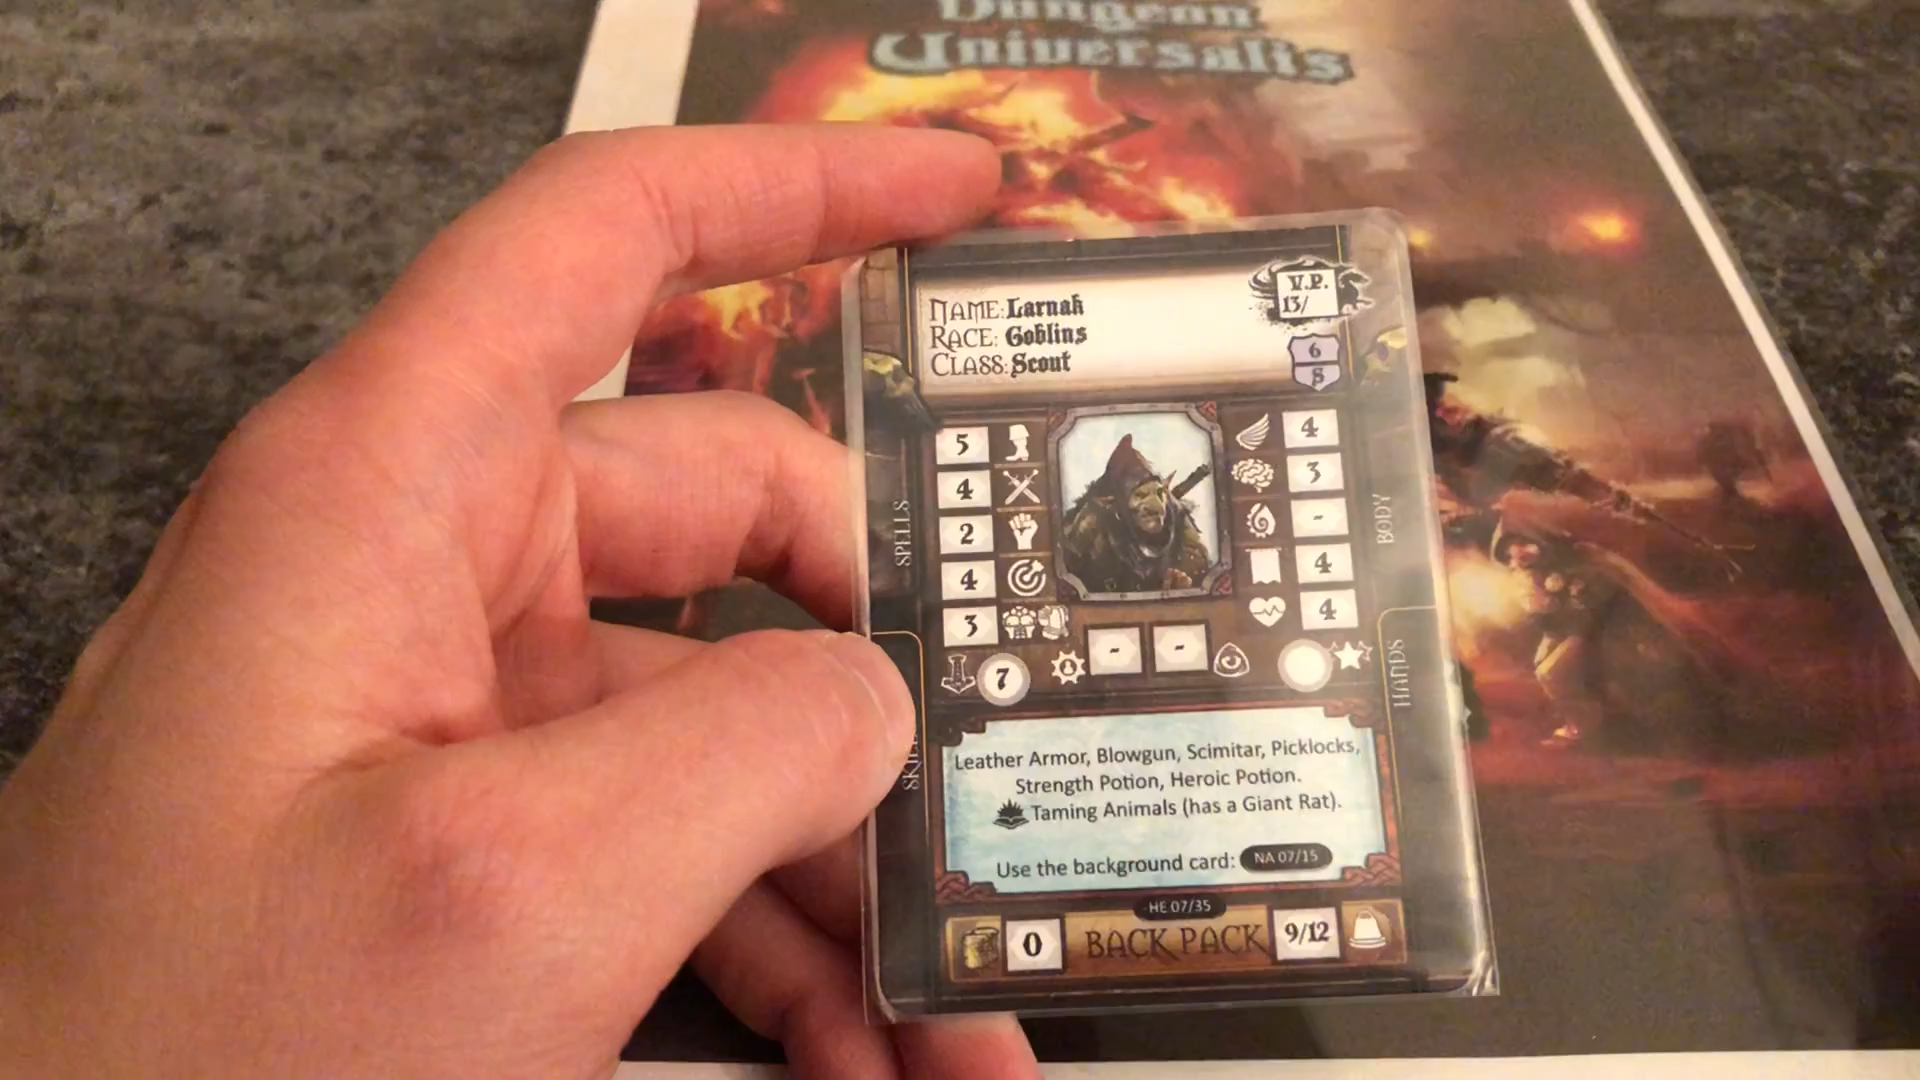 Dungeon
Universalis
NAME: Larnak
RACE: Goblins
CLASS: Scout
V.P.
13/
6
8
5
4
4
3
2
-
4
4
3
4
7
-
-
SPELLS
BODY
HANDS
Leather Armor, Blowgun, Scimitar, Picklocks,
Strength Potion, Heroic Potion.
Taming Animals (has a Giant Rat).
Use the background card: NA 07/15
HE 07/35
0
BACK PACK
9/12